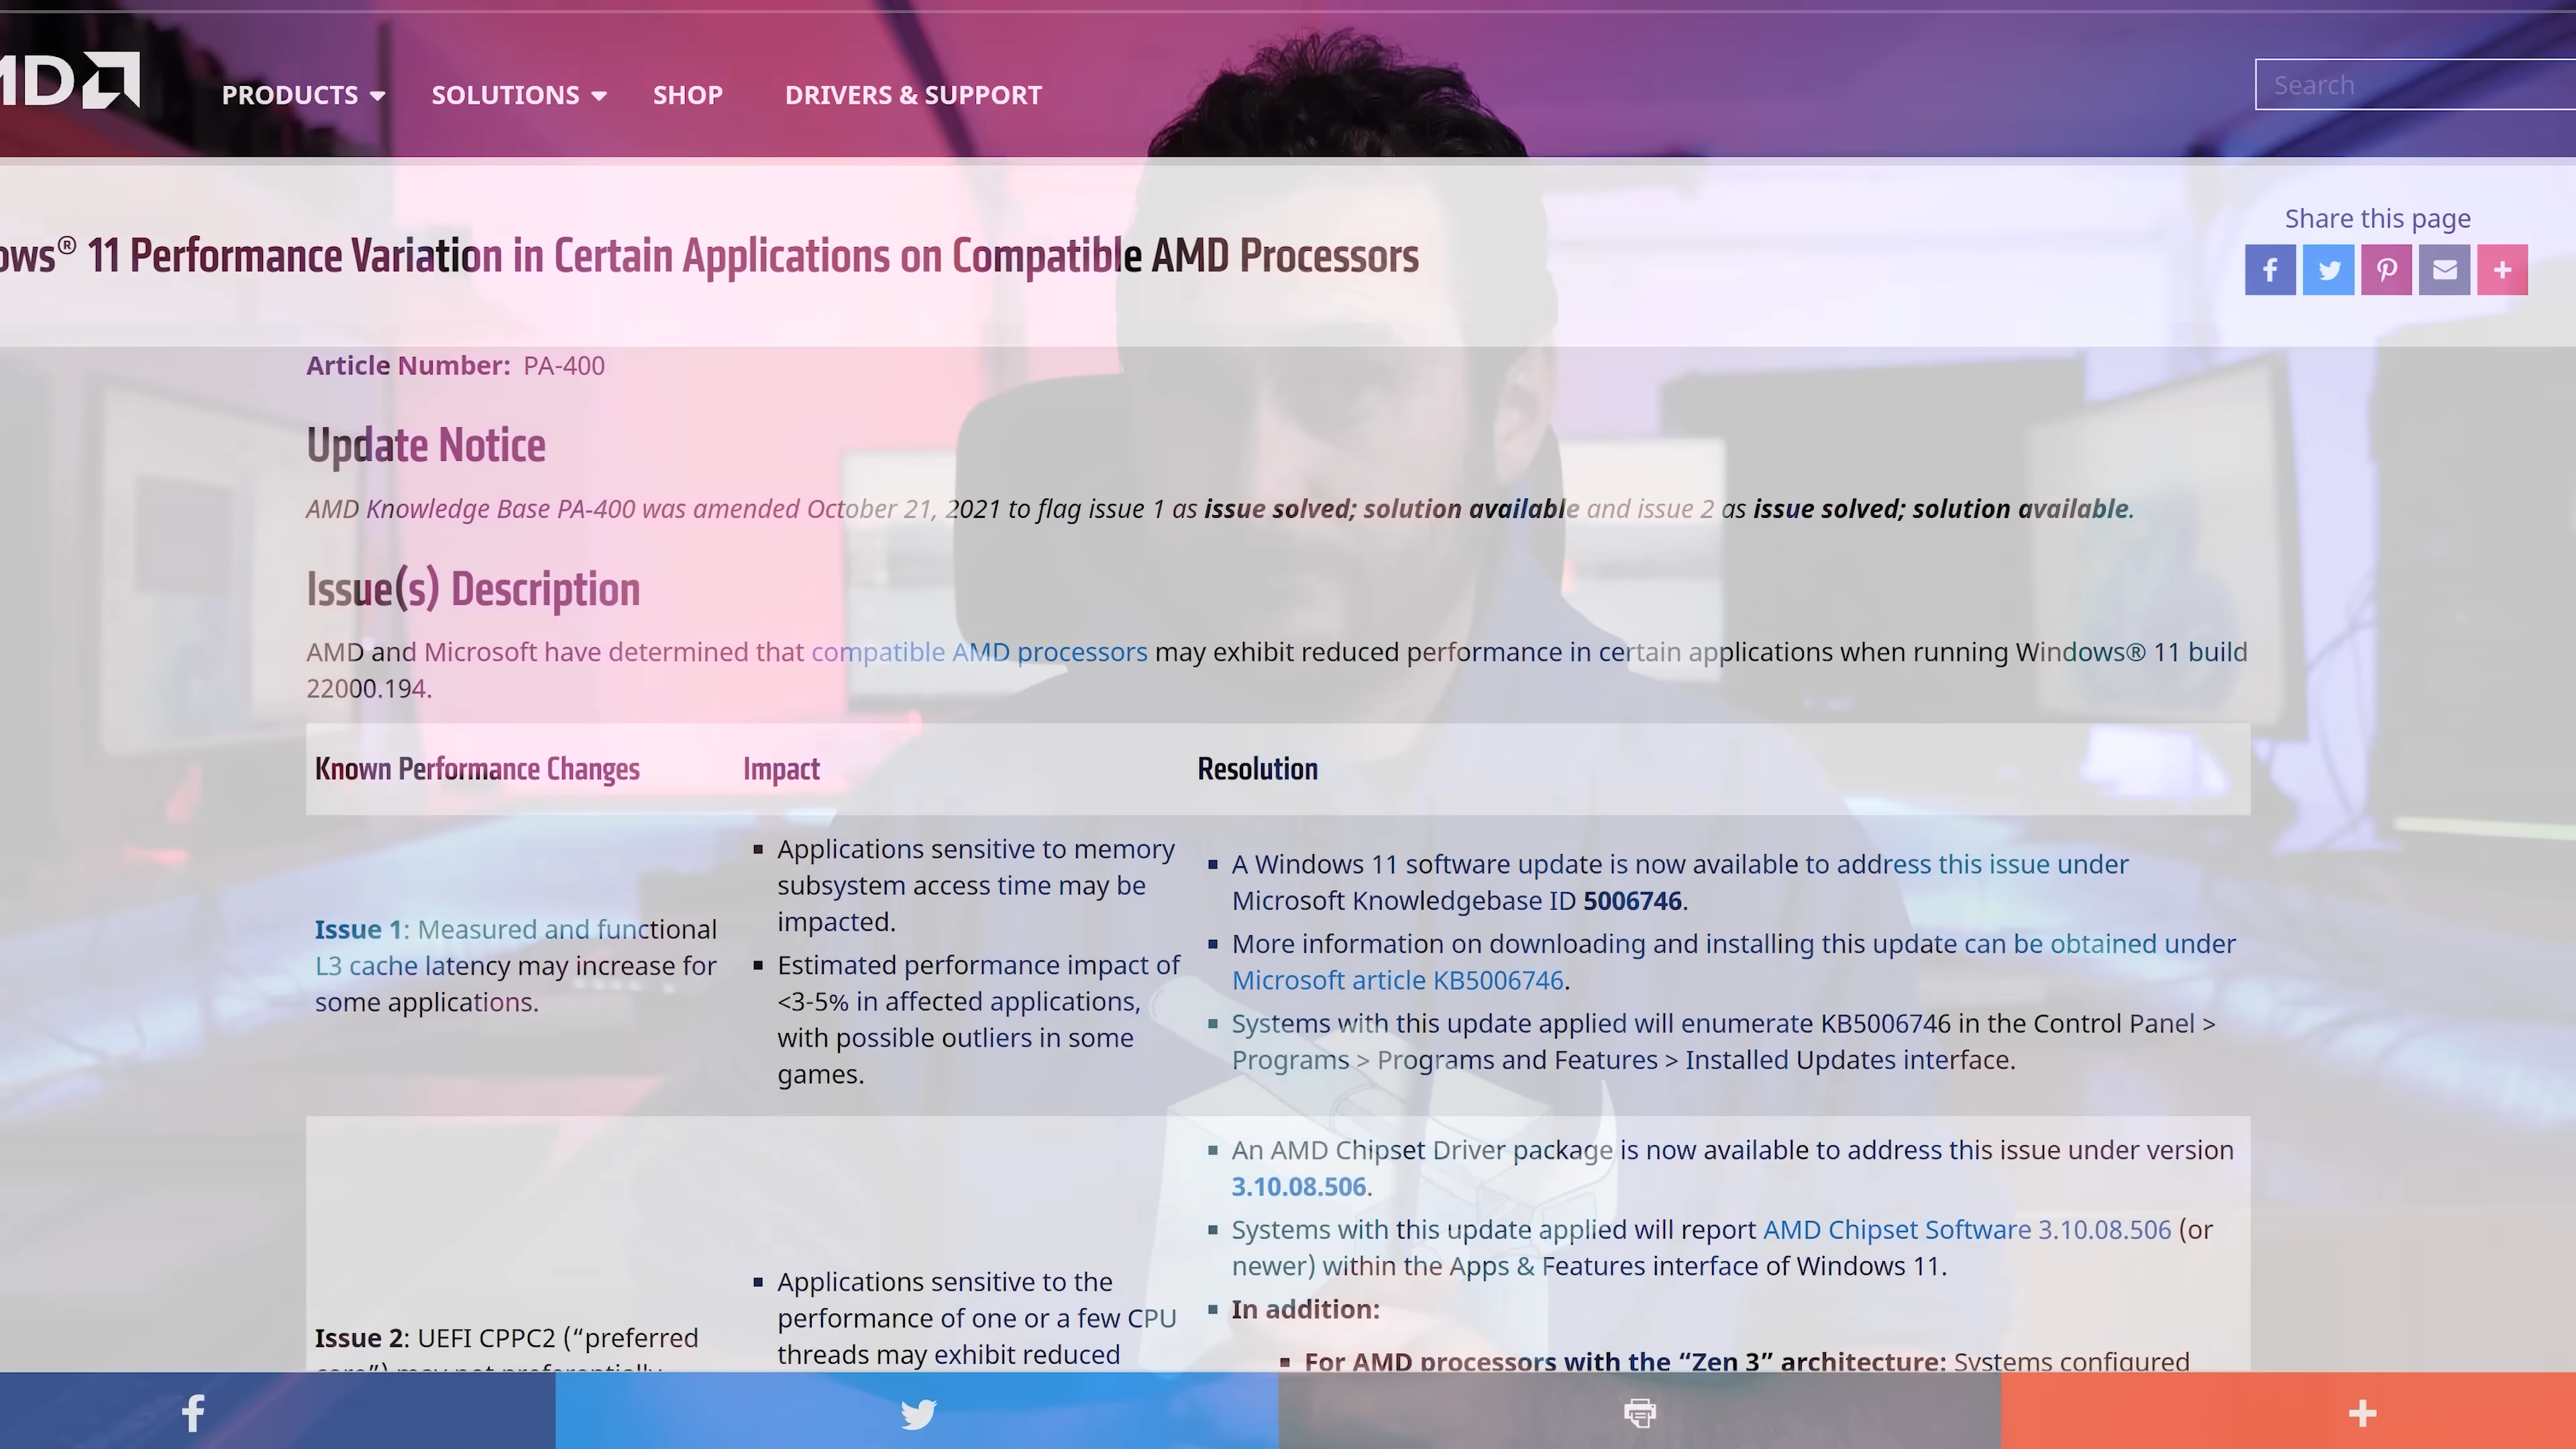 MD
PRODUCTS
SOLUTIONS
SHOP
DRIVERS & SUPPORT
Search
ows® 11 Performance Variation in Certain Applications on Compatible AMD Processors
Share this page
Article Number: PA-400
Update Notice
AMD Knowledge Base PA-400 was amended October 21, 2021 to flag issue 1 as issue solved; solution available and issue 2 as issue solved; solution available.
Issue(s) Description
AMD and Microsoft have determined that compatible AMD processors may exhibit reduced performance in certain applications when running Windows® 11 build
22000.194.
Known Performance Changes
Impact
Resolution
Issue 1: Measured and functional
L3 cache latency may increase for
some applications.
▪ Applications sensitive to memory
subsystem access time may be
impacted.
▪ Estimated performance impact of
<3-5% in affected applications,
with possible outliers in some
games.
▪ A Windows 11 software update is now available to address this issue under
Microsoft Knowledgebase ID 5006746.
▪ More information on downloading and installing this update can be obtained under
Microsoft article KB5006746.
▪ Systems with this update applied will enumerate KB5006746 in the Control Panel >
Programs > Programs and Features > Installed Updates interface.
Issue 2: UEFI CPPC2 (“preferred
core”) may not preferentially
▪ Applications sensitive to the
performance of one or a few CPU
threads may exhibit reduced
▪ An AMD Chipset Driver package is now available to address this issue under version
3.10.08.506.
▪ Systems with this update applied will report AMD Chipset Software 3.10.08.506 (or
newer) within the Apps & Features interface of Windows 11.
▪ In addition:
▪ For AMD processors with the “Zen 3” architecture: Systems configured